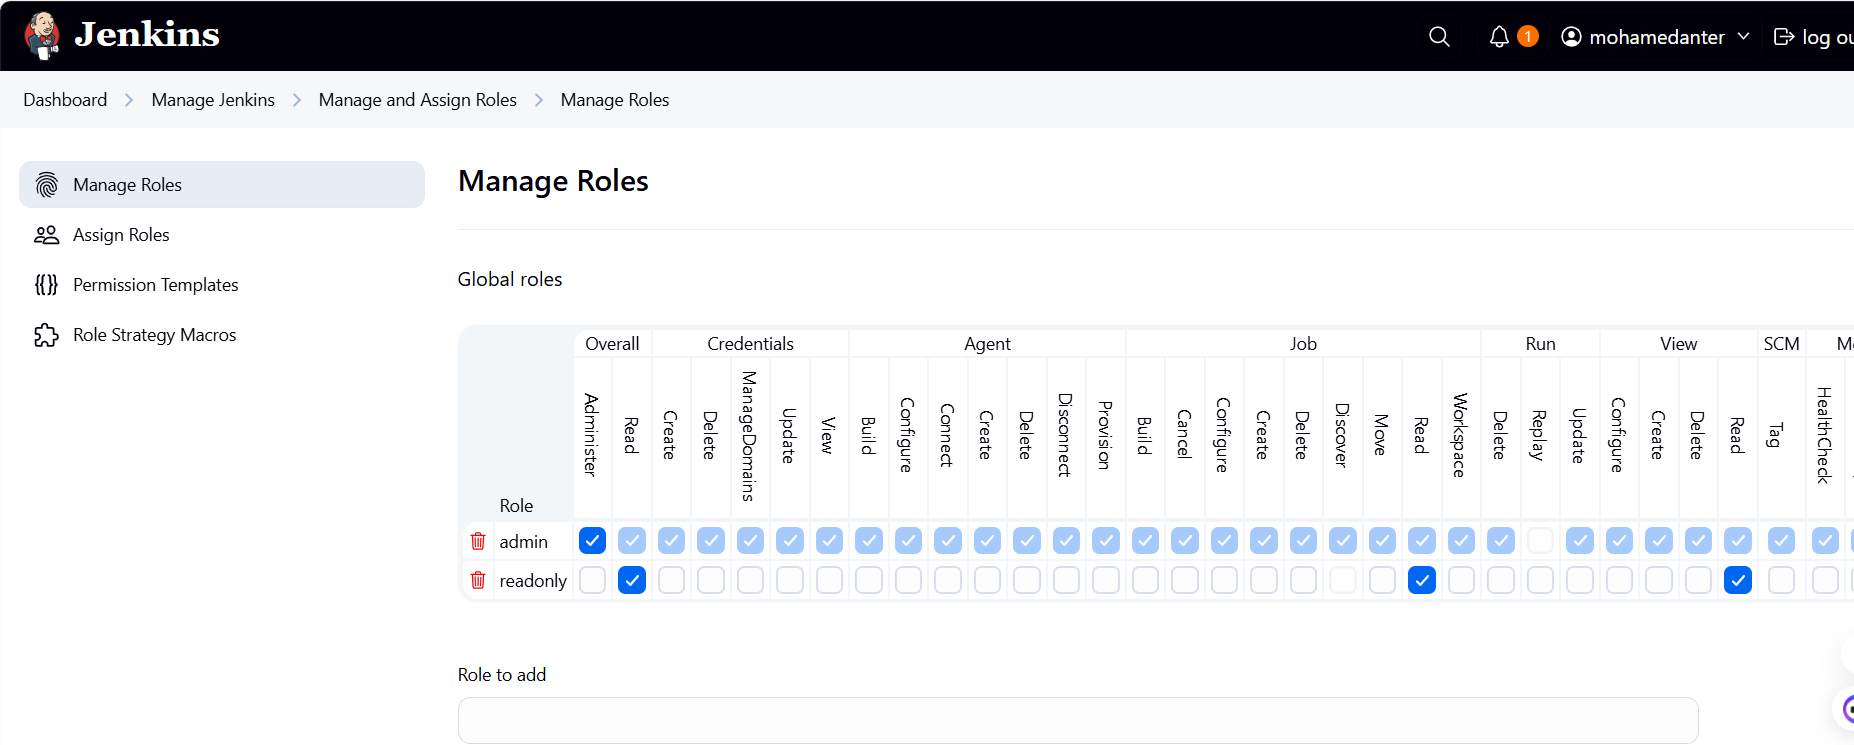 Jenkins
1
mohamedanter
log ou
Dashboard
Manage Jenkins
Manage and Assign Roles
Manage Roles
Manage Roles
Assign Roles
Permission Templates
Role Strategy Macros
Manage Roles
Global roles
Overall
Credentials
Agent
Job
Run
View
SCM
Me
Role
Administer
Read
Create
Delete
ManageDomains
Update
View
Build
Configure
Connect
Create
Delete
Disconnect
Provision
Build
Cancel
Configure
Create
Delete
Discover
Move
Read
Workspace
Delete
Replay
Update
Configure
Create
Delete
Read
Tag
HealthCheck
admin
readonly
Role to add